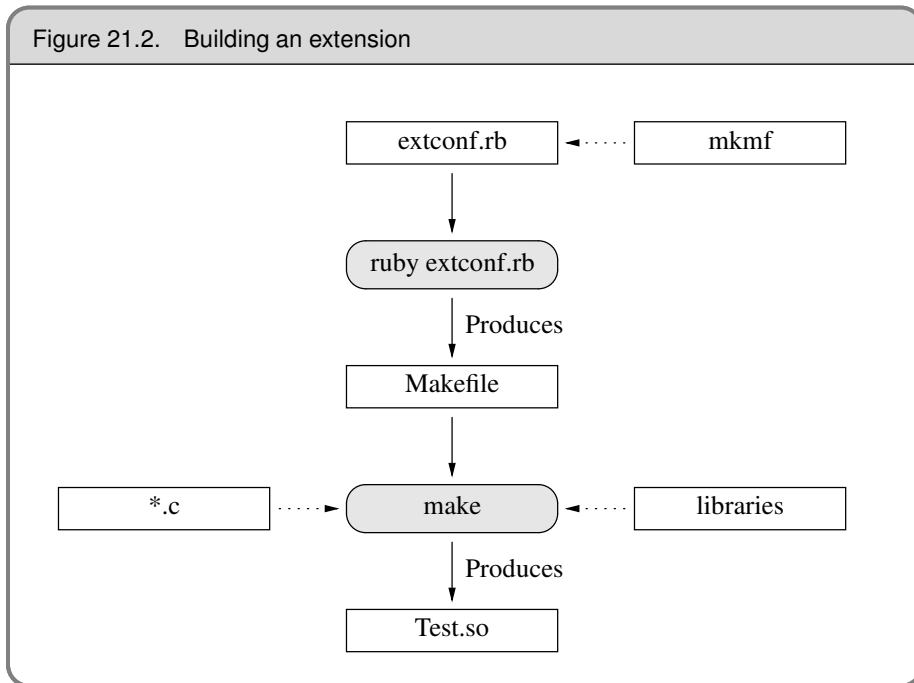 Figure 21.2. Building an extension
extconf.rb
mkmf
ruby extconf.rb
Produces
Makefile
*.c
make
libraries
Produces
Test.so